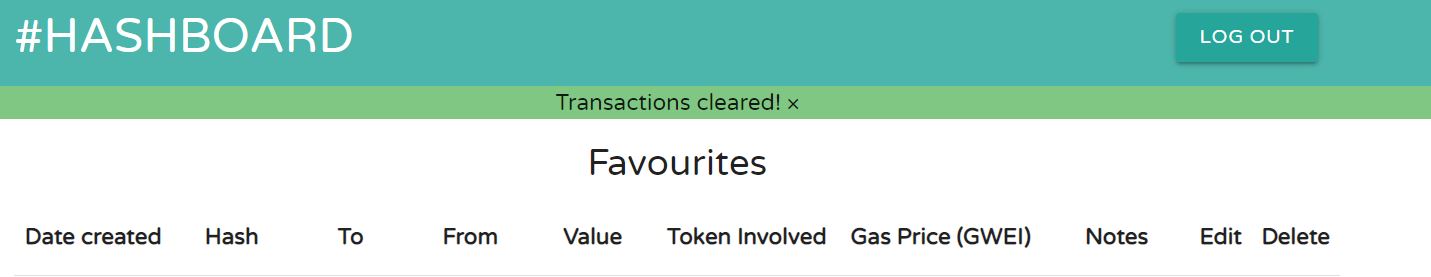 #HASHBOARD LOG OUT
Transactions cleared! ×
Favourites
Date created Hash To From Value Token Involved Gas Price (GWEI) Notes Edit Delete